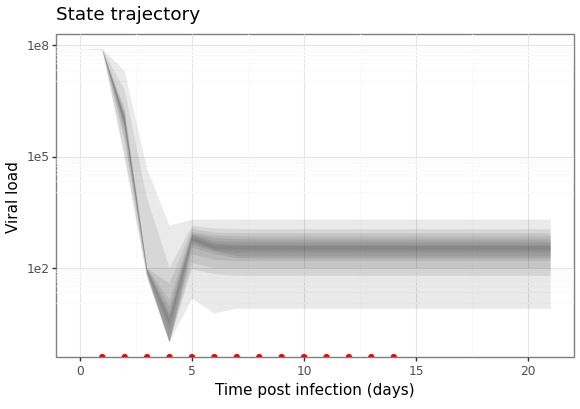 State trajectory
1e8
1e5
1e2
Viral load
0 5 10 15 20
Time post infection (days)